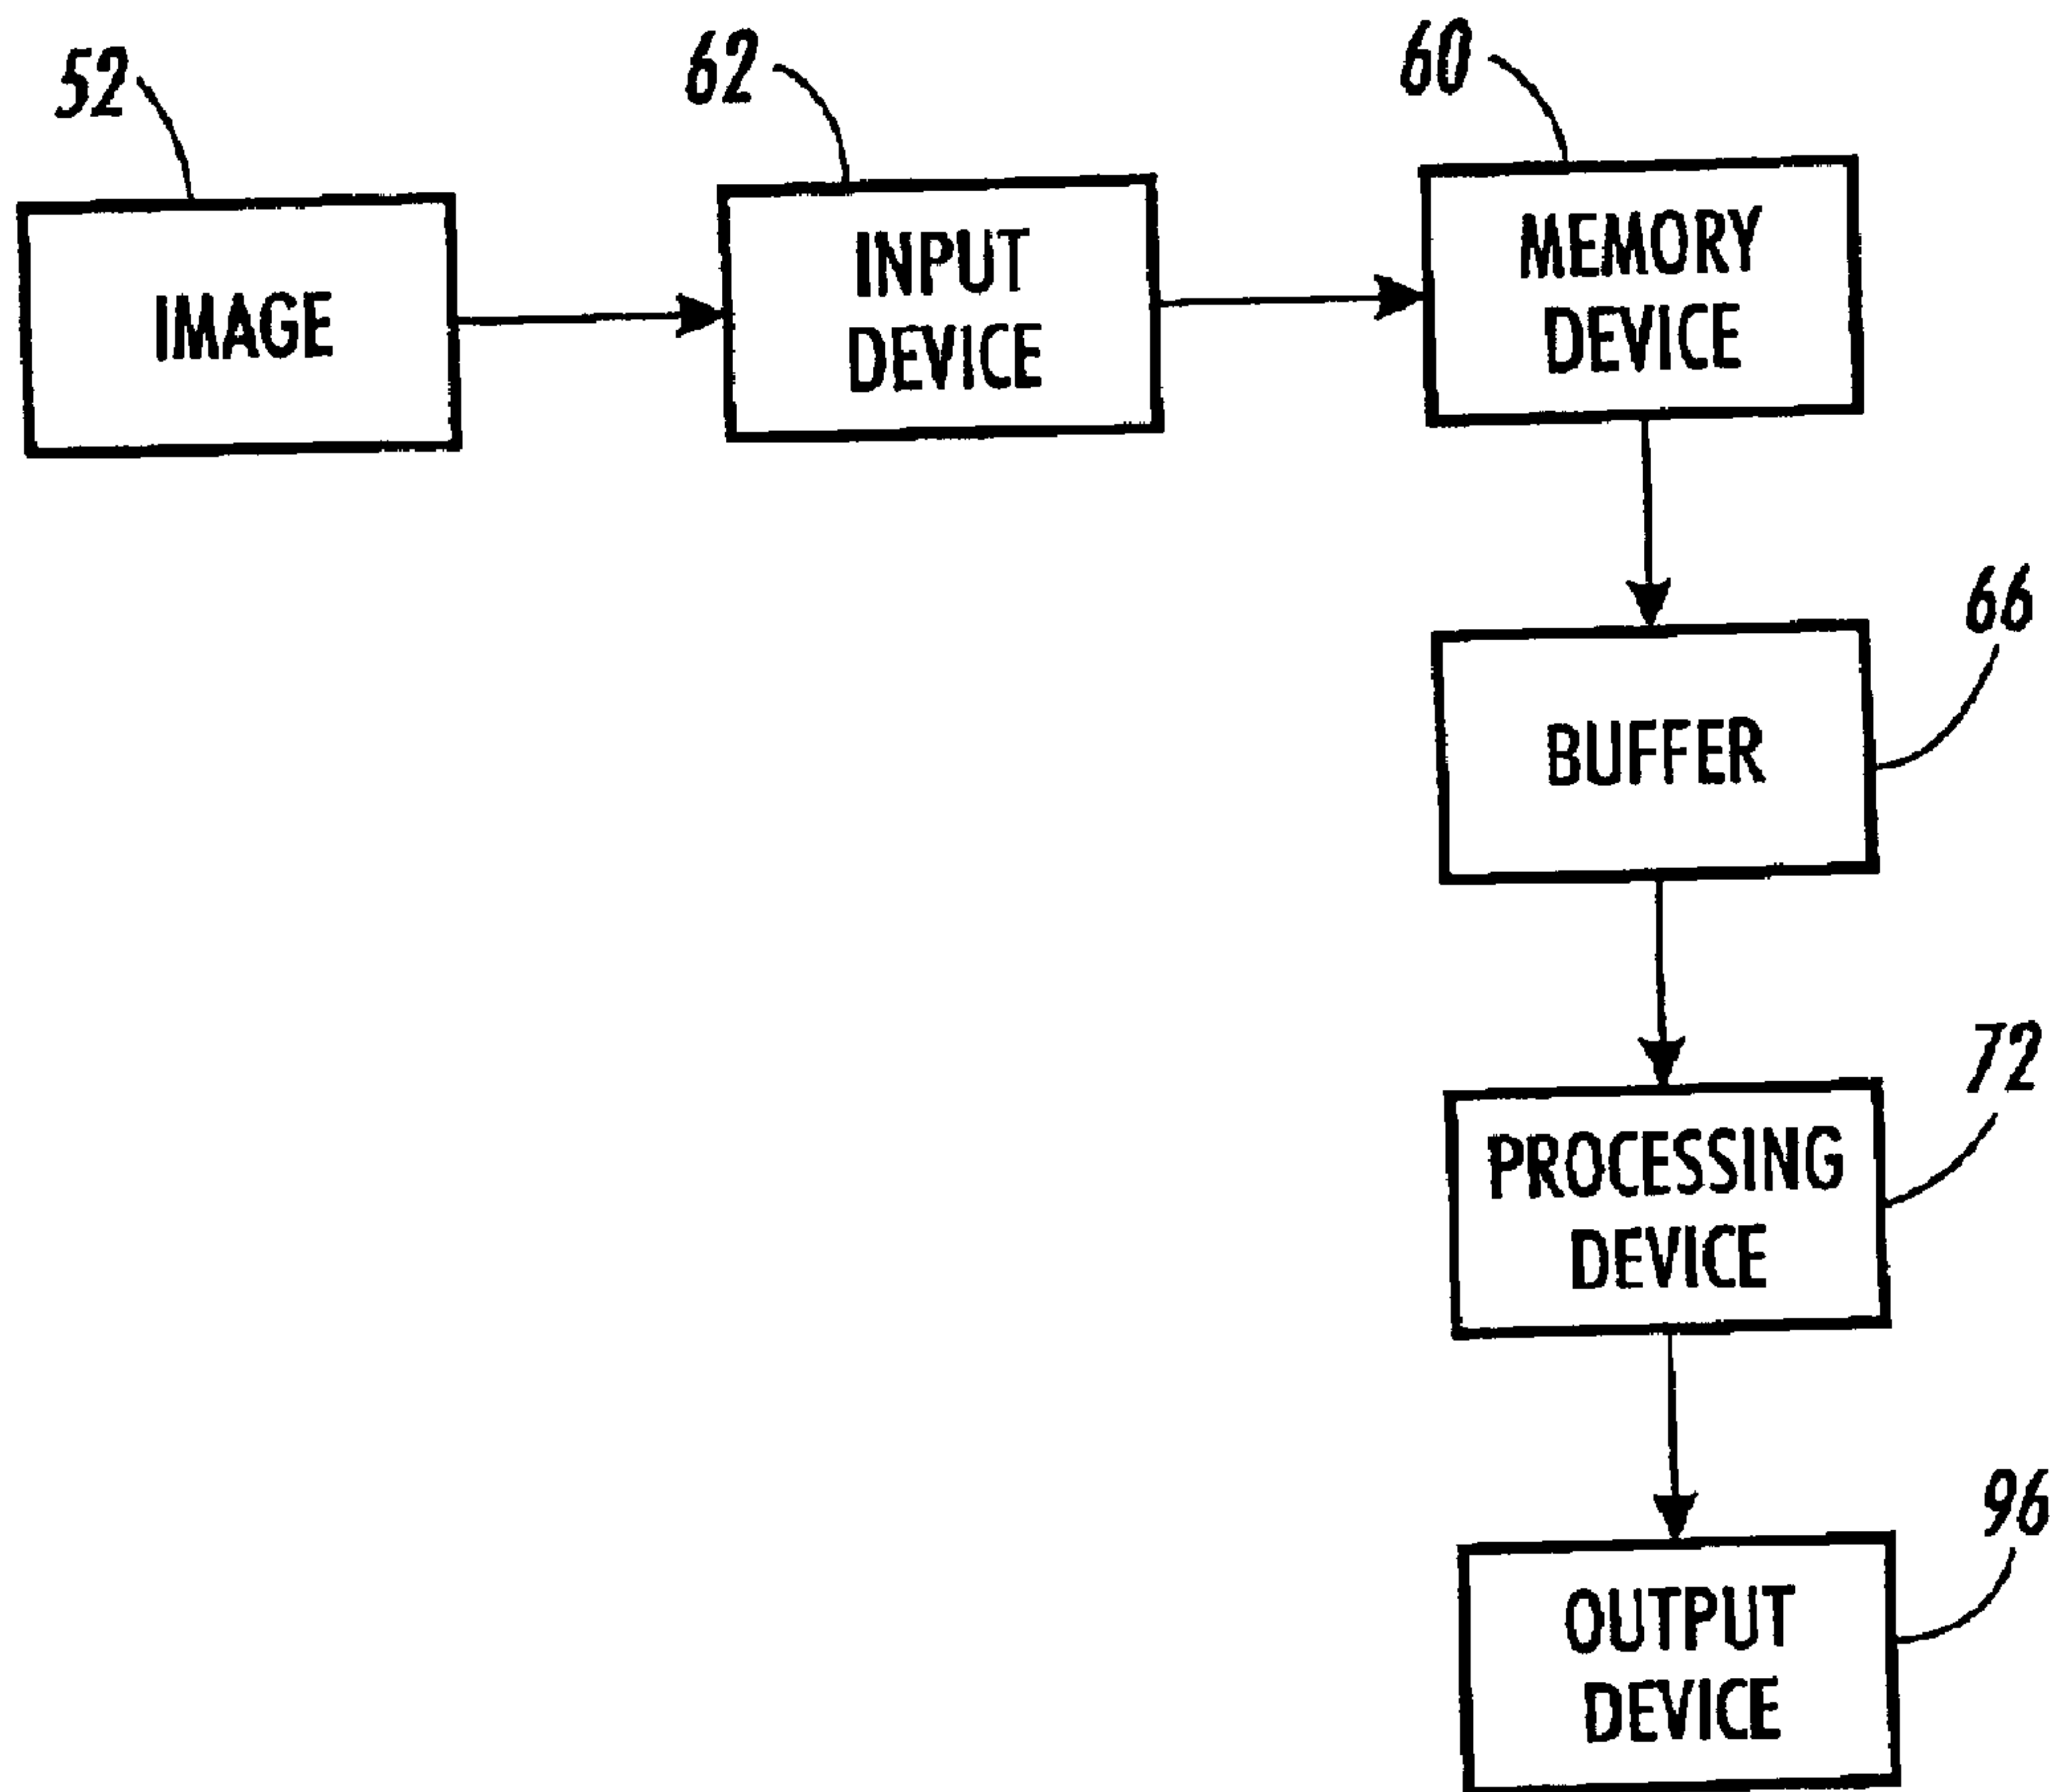 52
62
60
IMAGE
INPUT
DEVICE
MEMORY
DEVICE
66
BUFFER
72
PROCESSING
DEVICE
96
OUTPUT
DEVICE